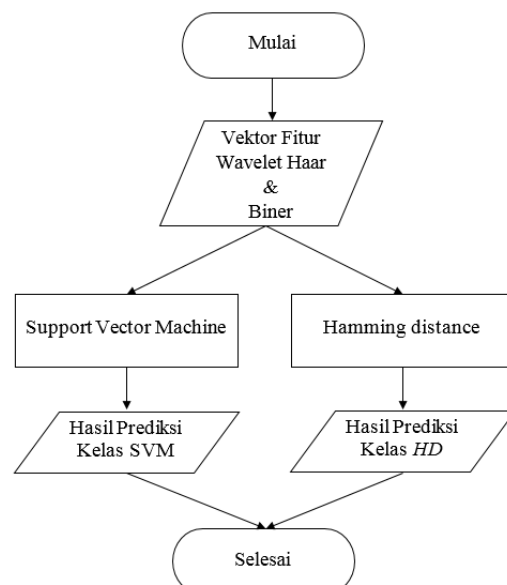 Mulai
Vektor Fitur
Wavelet Haar
&
Biner
Support Vector Machine
Hamming distance
Hasil Prediksi
Kelas SVM
Hasil Prediksi
Kelas HD
Selesai